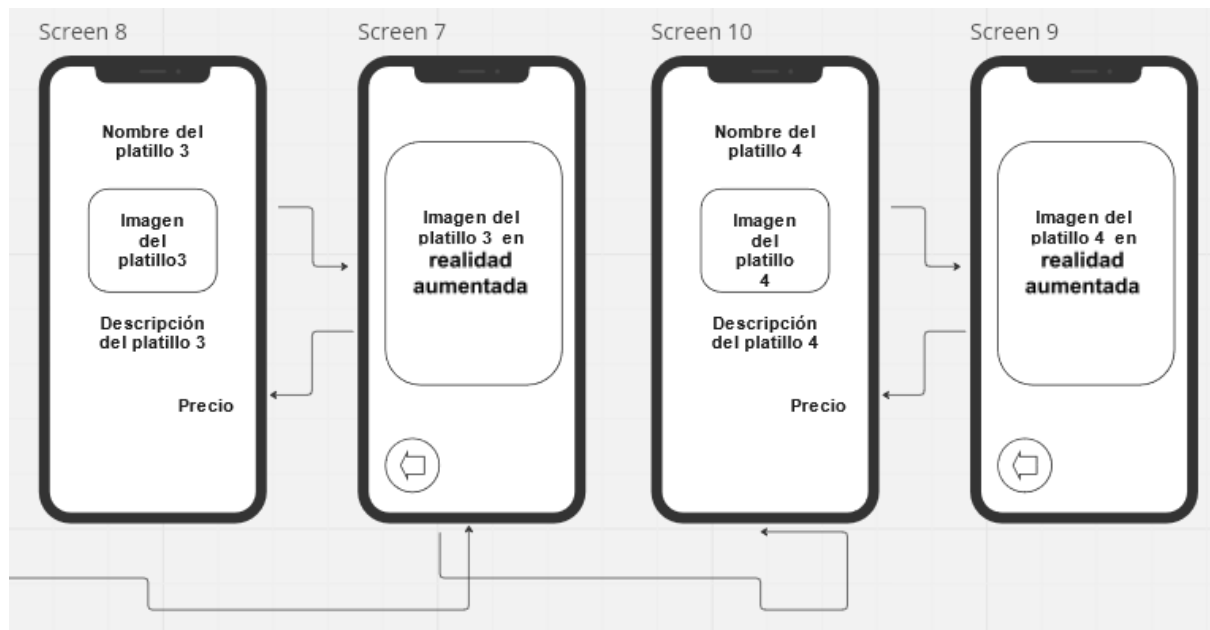 Screen 8
Nombre del
platillo 3
Imagen
del
platillo3
Descripción
del platillo 3
Precio
Screen 7
Imagen del
platillo 3 en
realidad
aumentada
Screen 10
Nombre del
platillo 4
Imagen
del
platillo
4
Descripción
del platillo 4
Precio
Screen 9
Imagen del
platillo 4 en
realidad
aumentada